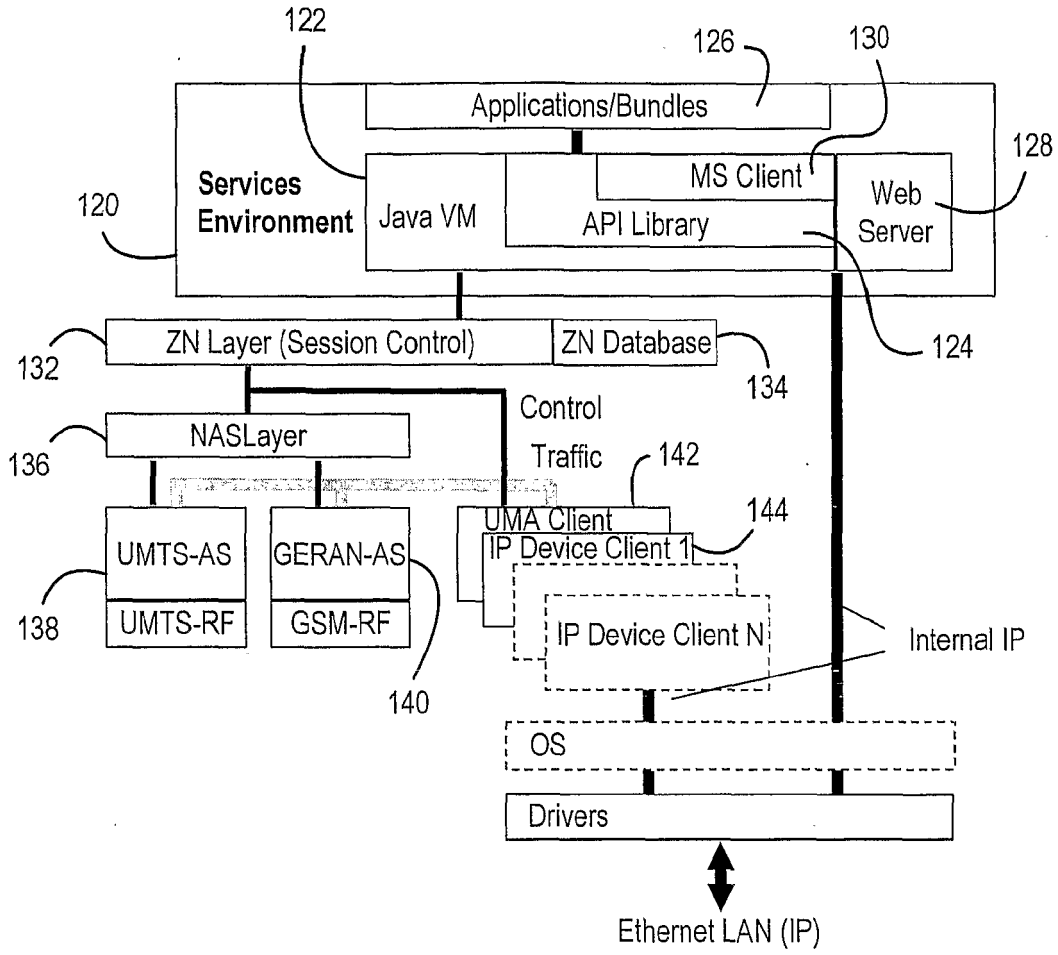 122
126
130
Applications/Bundles
128
Services
Environment
MS Client
Web
Server
Java VM
API Library
120
ZN Layer (Session Control)
ZN Database
132
134
124
Control
NASLayer
136
Traffic
142
UMA Client
144
IP Device Client 1
UMTS-AS
GERAN-AS
138
UMTS-RF
GSM-RF
IP Device Client N
Internal IP
140
OS
Drivers
Ethernet LAN (IP)